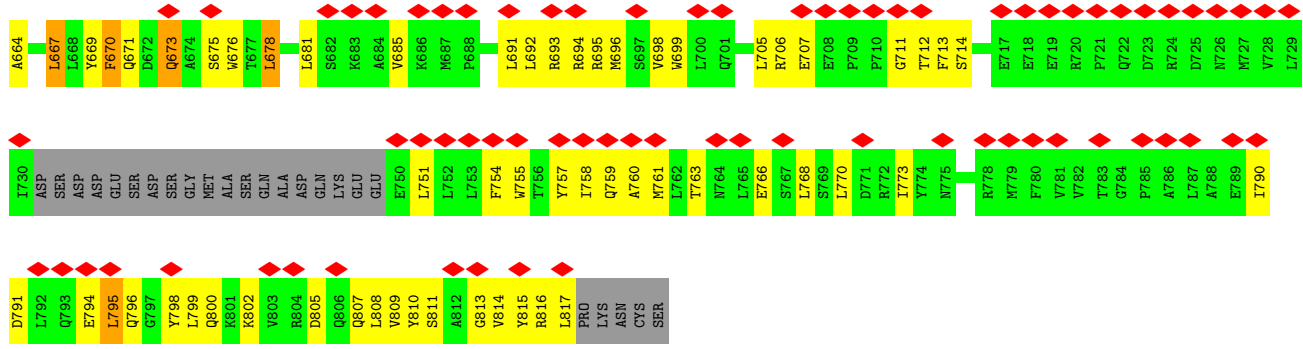 A664 L667 L668 Y669 F670 Q671 D672 Q673 A674 S675 W676 T677 L678 L681 S682 K683 A684 V685 K686 M687 P688 L691 L692 R693 R694 R695 M696 S697 V698 W699 L700 Q701 L705 R706 E707 E708 P709 P710 G711 T712 F713 S714 E717 E718 E719 R720 P721 Q722 D723 R724 D725 N726 M727 V728 L729
I730 ASP SER ASP ASP GLU SER ASP SER GLY MET ALA SER GLN ALA ASP GLN LYS GLU GLU E750 L751 L752 L753 F754 W755 T756 Y757 I758 Q759 A760 M761 L762 T763 N764 L765 E766 S767 L768 S769 L770 D771 R772 I773 Y774 N775 R778 M779 F780 V781 V782 T783 G784 P785 A786 L787 A788 E789 I790
D791 L792 Q793 E794 L795 Q796 G797 Y798 L799 Q800 K801 K802 V803 R804 D805 Q806 Q807 L808 V809 Y810 S811 A812 G813 V814 Y815 R816 L817 PRO LYS ASN CYS SER